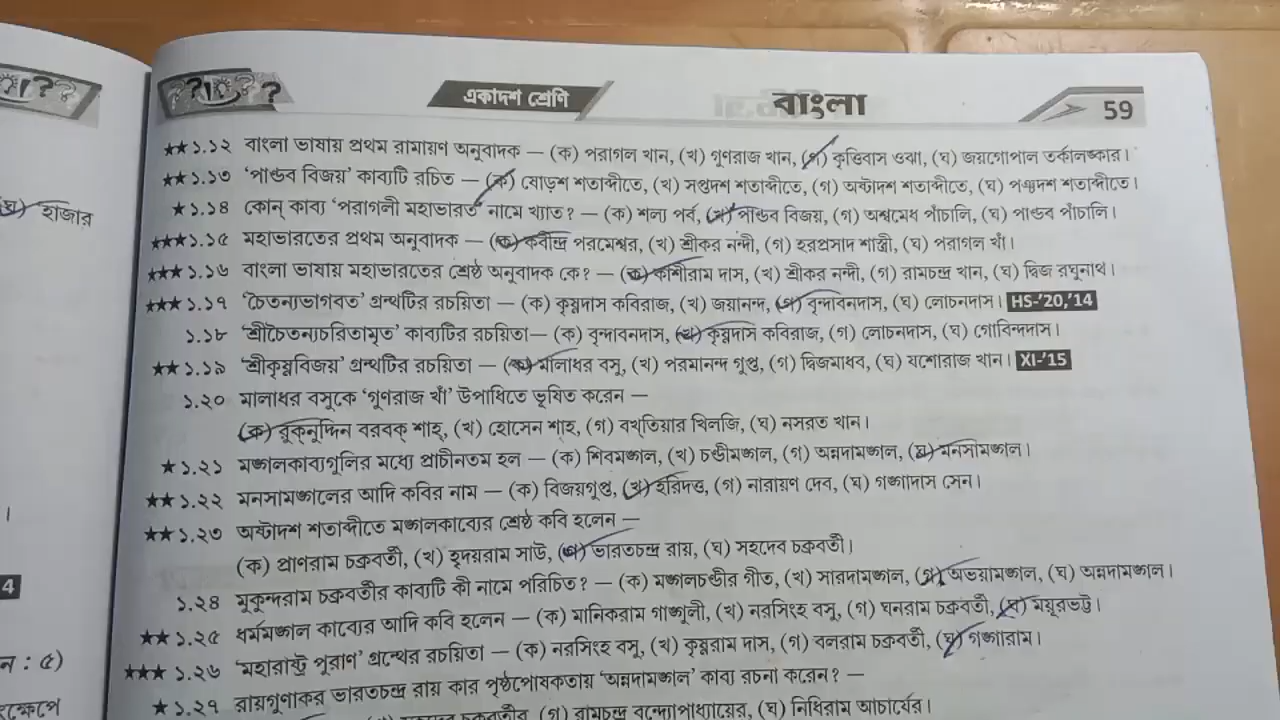 একাদশ শ্রেণি
বাংলা
59
হাজার
★★১.১২ বাংলা ভাষায় প্রথম রামায়ণ অনুবাদক — (ক) পরাগল খান, (খ) গুণরাজ খান, (গ) কৃত্তিবাস ওঝা, (ঘ) জয়গোপাল তর্কালঙ্কার।
★★১.১৩ 'পাণ্ডব বিজয়' কাব্যটি রচিত — (ক) ষোড়শ শতাব্দীতে, (খ) সপ্তদশ শতাব্দীতে, (গ) অষ্টাদশ শতাব্দীতে, (ঘ) পঞ্চদশ শতাব্দীতে।
★১.১৪ কোন্ কাব্য 'পরাগলী মহাভারত' নামে খ্যাত? — (ক) শল্য পর্ব, (খ) পাণ্ডব বিজয়, (গ) অশ্বমেধ পাঁচালি, (ঘ) পাণ্ডব পাঁচালি।
★★★১.১৫ মহাভারতের প্রথম অনুবাদক — (ক) কবীন্দ্র পরমেশ্বর, (খ) শ্রীকর নন্দী, (গ) হরপ্রসাদ শাস্ত্রী, (ঘ) পরাগল খাঁ।
★★★১.১৬ বাংলা ভাষায় মহাভারতের শ্রেষ্ঠ অনুবাদক কে? — (ক) কাশীরাম দাস, (খ) শ্রীকর নন্দী, (গ) রামচন্দ্র খান, (ঘ) দ্বিজ রঘুনাথ।
★★★১.১৭ 'চৈতন্যভাগবত' গ্রন্থটির রচয়িতা — (ক) কৃষ্ণদাস কবিরাজ, (খ) জয়ানন্দ, (গ) বৃন্দাবনদাস, (ঘ) লোচনদাস। HS-'20,'14
১.১৮ 'শ্রীচৈতন্যচরিতামৃত' কাব্যটির রচয়িতা— (ক) বৃন্দাবনদাস, (খ) কৃষ্ণদাস কবিরাজ, (গ) লোচনদাস, (ঘ) গোবিন্দদাস।
★★১.১৯ 'শ্রীকৃষ্ণবিজয়' গ্রন্থটির রচয়িতা — (ক) মালাধর বসু, (খ) পরমানন্দ গুপ্ত, (গ) দ্বিজমাধব, (ঘ) যশোরাজ খান। XI-'15
১.২০ মালাধর বসুকে 'গুণরাজ খাঁ' উপাধিতে ভূষিত করেন —
(ক) রুকনুদ্দিন বরবক্ শাহ্, (খ) হোসেন শাহ্, (গ) বখ্তিয়ার খিলজি, (ঘ) নসরত খান।
★১.২১ মঙ্গলকাব্যগুলির মধ্যে প্রাচীনতম হল — (ক) শিবমঙ্গল, (খ) চণ্ডীমঙ্গল, (গ) অন্নদামঙ্গল, (ঘ) মনসামঙ্গল।
★★১.২২ মনসামঙ্গলের আদি কবির নাম — (ক) বিজয়গুপ্ত, (খ) হরিদত্ত, (গ) নারায়ণ দেব, (ঘ) গঙ্গাদাস সেন।
★★১.২৩ অষ্টাদশ শতাব্দীতে মঙ্গলকাব্যের শ্রেষ্ঠ কবি হলেন —
(ক) প্রাণরাম চক্রবর্তী, (খ) হৃদয়রাম সাউ, (গ) ভারতচন্দ্র রায়, (ঘ) সহদেব চক্রবর্তী।
১.২৪ মুকুন্দরাম চক্রবর্তীর কাব্যটি কী নামে পরিচিত? — (ক) মঙ্গলচণ্ডীর গীত, (খ) সারদামঙ্গল, (গ) অভয়ামঙ্গল, (ঘ) অন্নদামঙ্গল।
★★১.২৫ ধর্মমঙ্গল কাব্যের আদি কবি হলেন — (ক) মানিকরাম গাঙ্গুলী, (খ) নরসিংহ বসু, (গ) ঘনরাম চক্রবর্তী, (ঘ) ময়ূরভট্ট।
★★★১.২৬ 'মহারাষ্ট্র পুরাণ' গ্রন্থের রচয়িতা — (ক) নরসিংহ বসু, (খ) কৃষ্ণরাম দাস, (গ) বলরাম চক্রবর্তী, (ঘ) গঙ্গারাম।
★১.২৭ রায়গুণাকর ভারতচন্দ্র রায় কার পৃষ্ঠপোষকতায় 'অন্নদামঙ্গল' কাব্য রচনা করেন? —
চক্রবর্তীর, (গ) রামচন্দ্র বন্দ্যোপাধ্যায়ের, (ঘ) নিধিরাম আচার্যের।
4
ন : ৫)